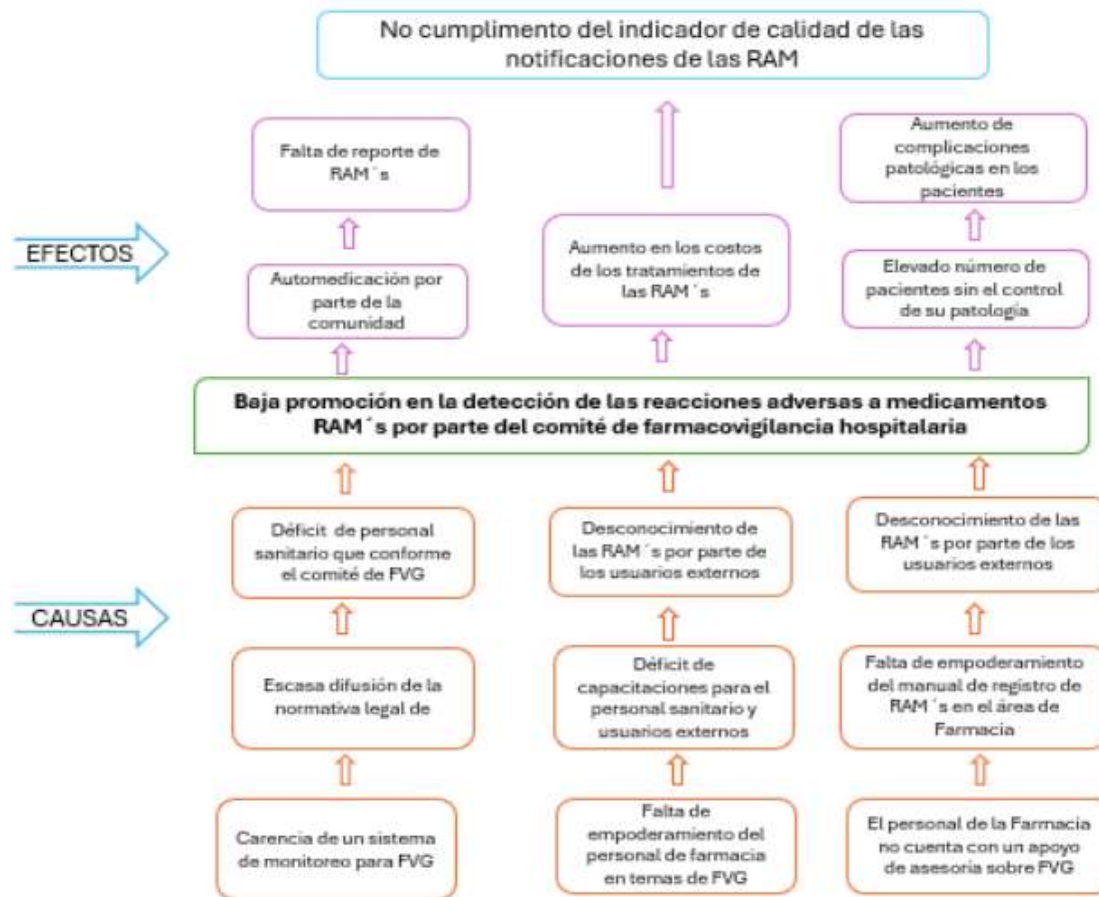 No cumplimento del indicador de calidad de las
notificaciones de las RAM
Falta de reporte de
RAM´s
Aumento de
complicaciones
patológicas en los
pacientes
EFECTOS
Automedicación por
parte de la
comunidad
Aumento en los costos
de los tratamientos de
las RAM´s
Elevado número de
pacientes sin el control
de su patología
Baja promoción en la detección de las reacciones adversas a medicamentos
RAM´s por parte del comité de farmacovigilancia hospitalaria
Déficit de personal
sanitario que conforme
el comité de FVG
Desconocimiento de
las RAM´s por parte de
los usuarios externos
Desconocimiento de las
RAM´s por parte de los
usuarios externos
CAUSAS
Escasa difusión de la
normativa legal de
Déficit de
capacitaciones para el
personal sanitario y
usuarios externos
Falta de empoderamiento
del manual de registro de
RAM´s en el área de
Farmacia
Carencia de un sistema
de monitoreo para FVG
Falta de
empoderamiento del
personal de farmacia
en temas de FVG
El personal de la Farmacia
no cuenta con un apoyo
de asesoría sobre FVG